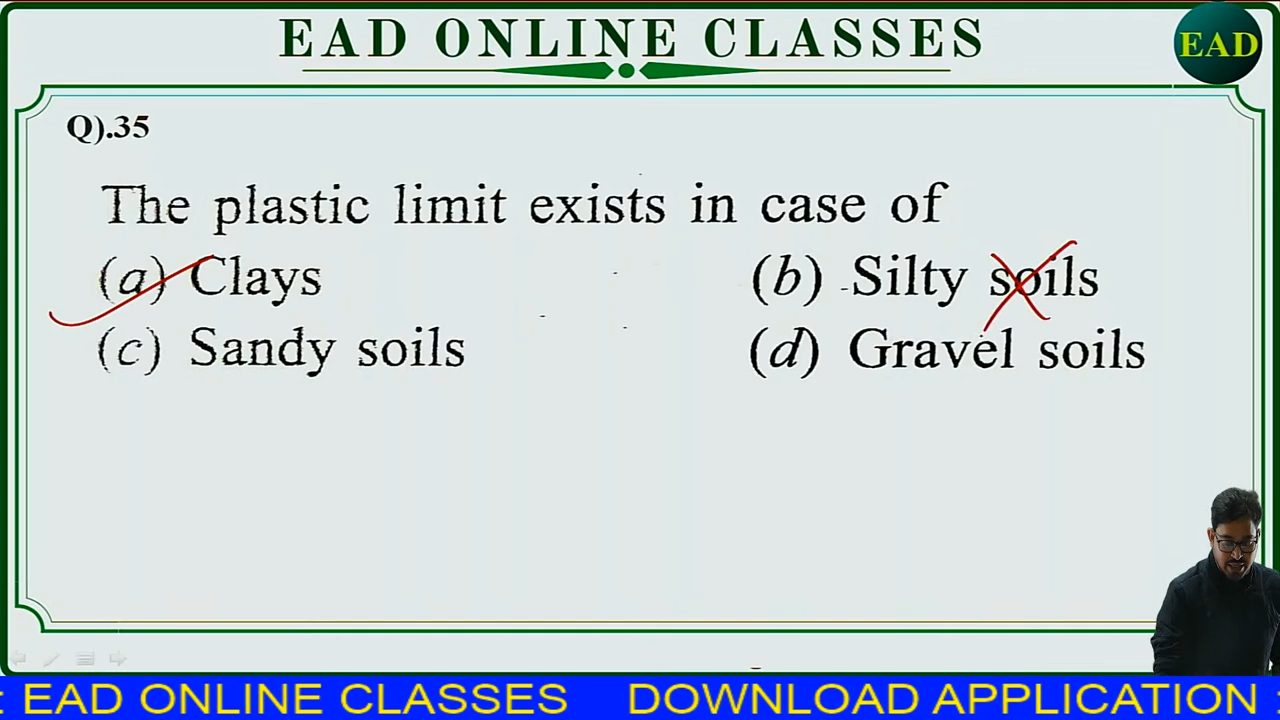 EAD ONLINE CLASSES
EAD
Q).35
The plastic limit exists in case of
(a) Clays (b) Silty soils
(c) Sandy soils (d) Gravel soils
: EAD ONLINE CLASSES DOWNLOAD APPLICATION :